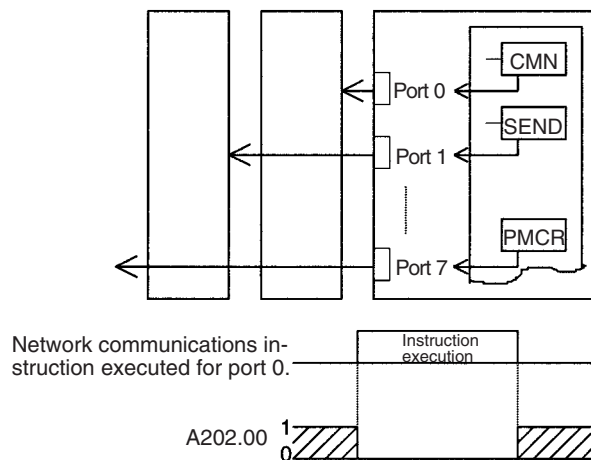 CMN
Port 0
SEND
Port 1
PMCR
Port 7
Network communications in-
struction executed for port 0.
Instruction
execution
A202.00
1
0